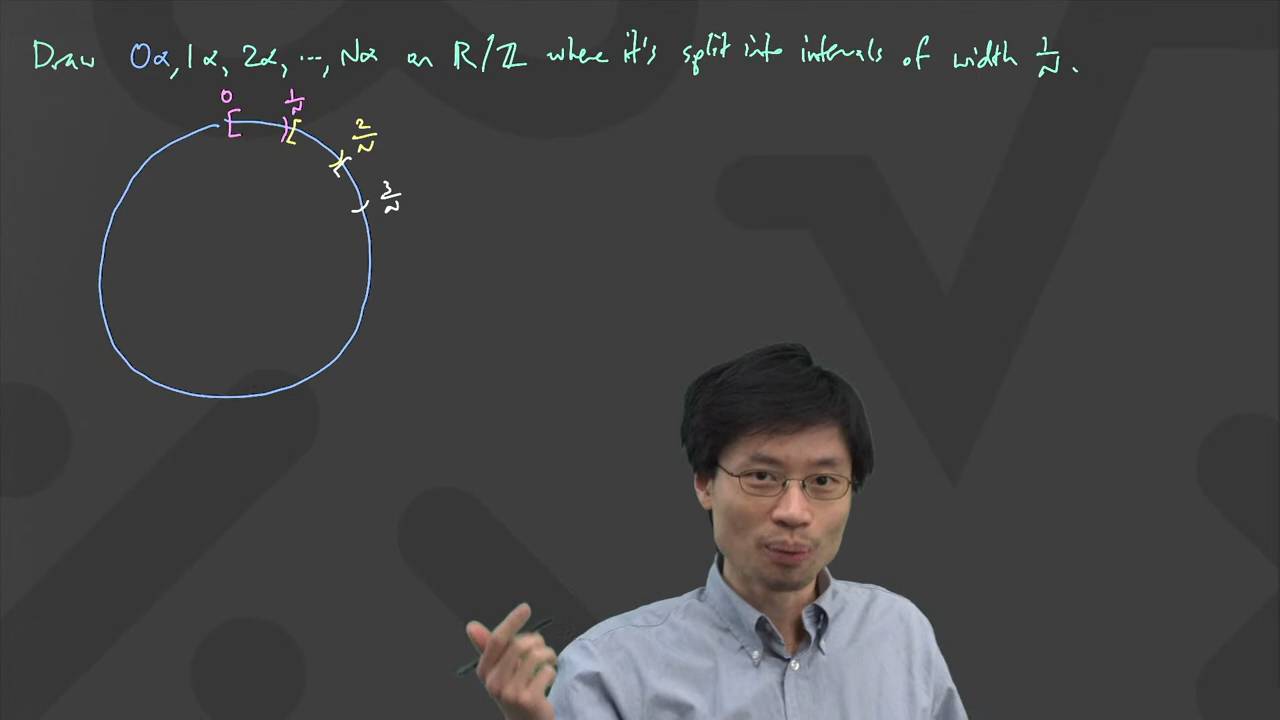 Draw 0α, 1α, 2α, ..., Nα on ℝ/ℤ where it's split into intervals of width 1/N.
0
1/N
2/N
3/N